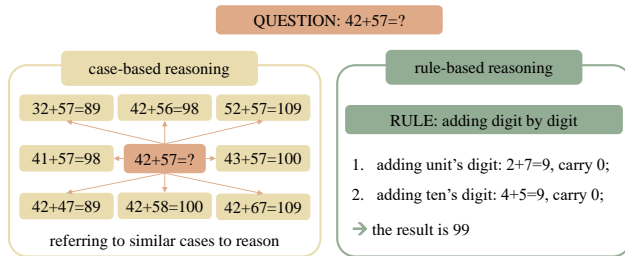 QUESTION: 42+57=?
case-based reasoning
32+57=89
42+56=98
52+57=109
41+57=98
42+57=?
43+57=100
42+47=89
42+58=100
42+67=109
referring to similar cases to reason
rule-based reasoning
RULE: adding digit by digit
1. adding unit's digit: 2+7=9, carry 0;
2. adding ten's digit: 4+5=9, carry 0;
→ the result is 99